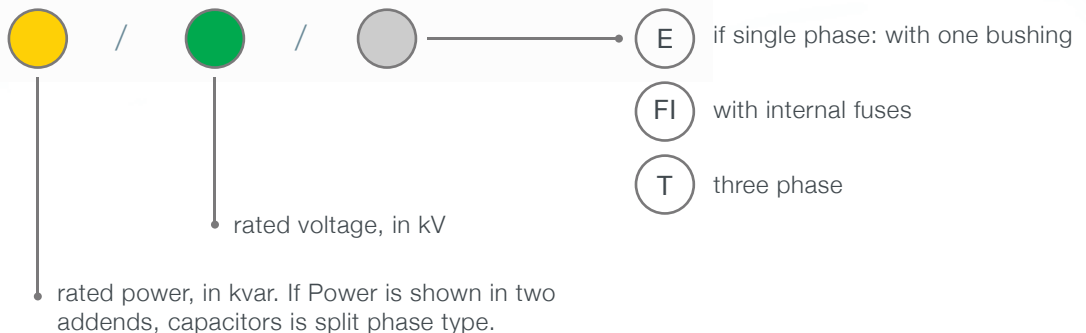 / / E if single phase: with one bushing
FI with internal fuses
T three phase
rated voltage, in kV
rated power, in kvar. If Power is shown in two
addends, capacitors is split phase type.